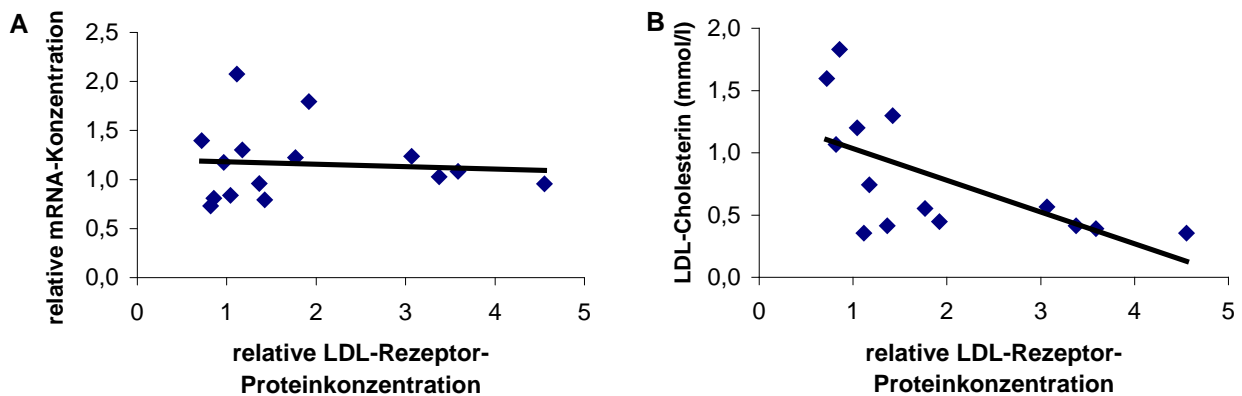 A
relative mRNA-Konzentration
2,5
2,0
1,5
1,0
0,5
0,0
0 1 2 3 4 5
relative LDL-Rezeptor-
Proteinkonzentration
B
LDL-Cholesterin (mmol/l)
2,0
1,5
1,0
0,5
0,0
0 1 2 3 4 5
relative LDL-Rezeptor-
Proteinkonzentration